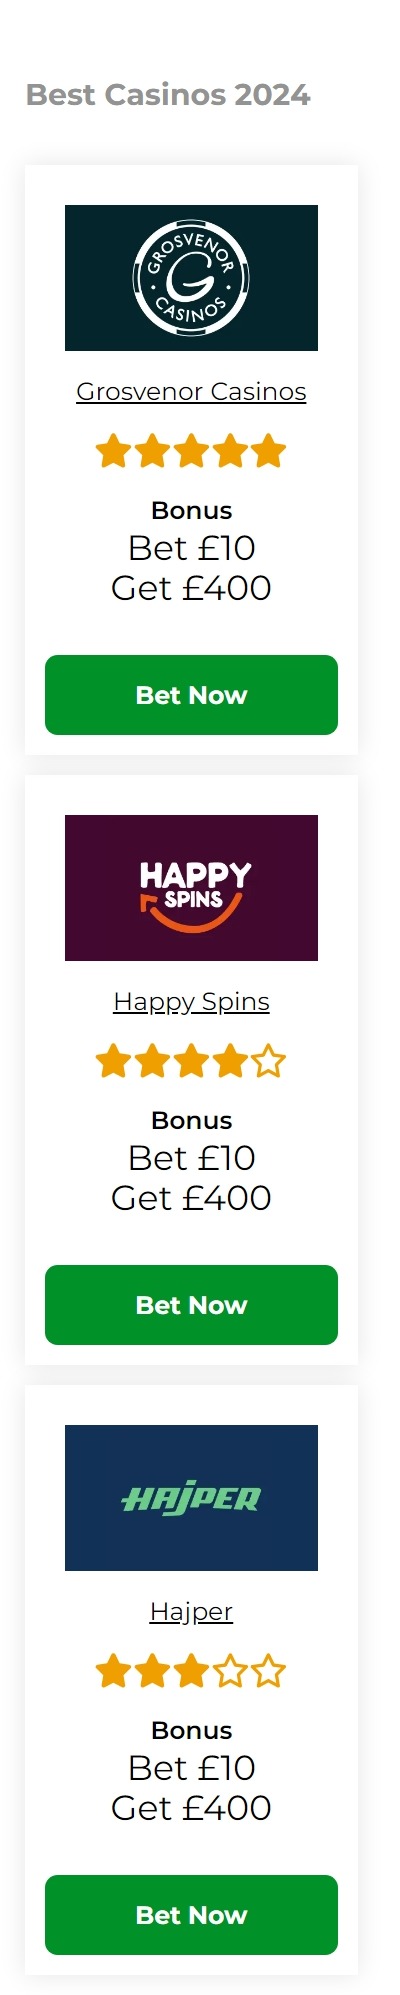 Best Casinos 2024
GROSVENOR
G
CASINOS
Grosvenor Casinos
Bonus
Bet £10
Get £400
Bet Now
HAPPY
SPINS
Happy Spins
Bonus
Bet £10
Get £400
Bet Now
HAJPER
Hajper
Bonus
Bet £10
Get £400
Bet Now